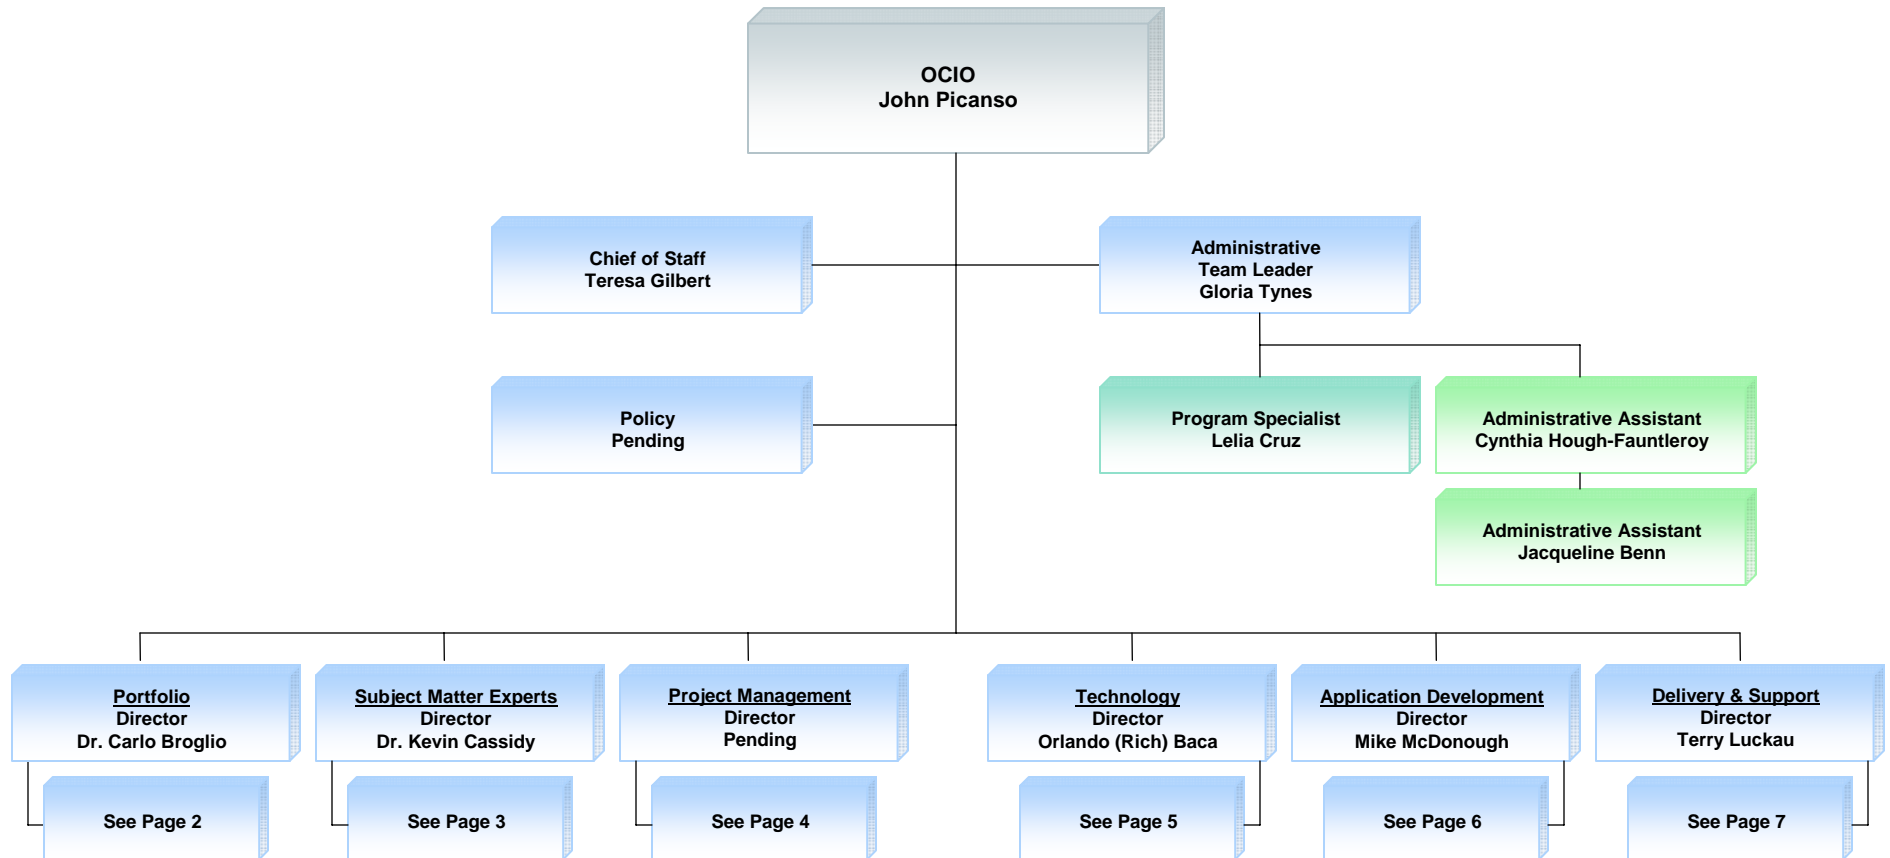 OCIO
John Picanso
Chief of Staff
Teresa Gilbert
Administrative
Team Leader
Gloria Tynes
Policy
Pending
Program Specialist
Lelia Cruz
Administrative Assistant
Cynthia Hough-Fauntleroy
Administrative Assistant
Jacqueline Benn
Portfolio
Director
Dr. Carlo Broglio
Subject Matter Experts
Director
Dr. Kevin Cassidy
Project Management
Director
Pending
Technology
Director
Orlando (Rich) Baca
Application Development
Director
Mike McDonough
Delivery & Support
Director
Terry Luckau
See Page 2
See Page 3
See Page 4
See Page 5
See Page 6
See Page 7